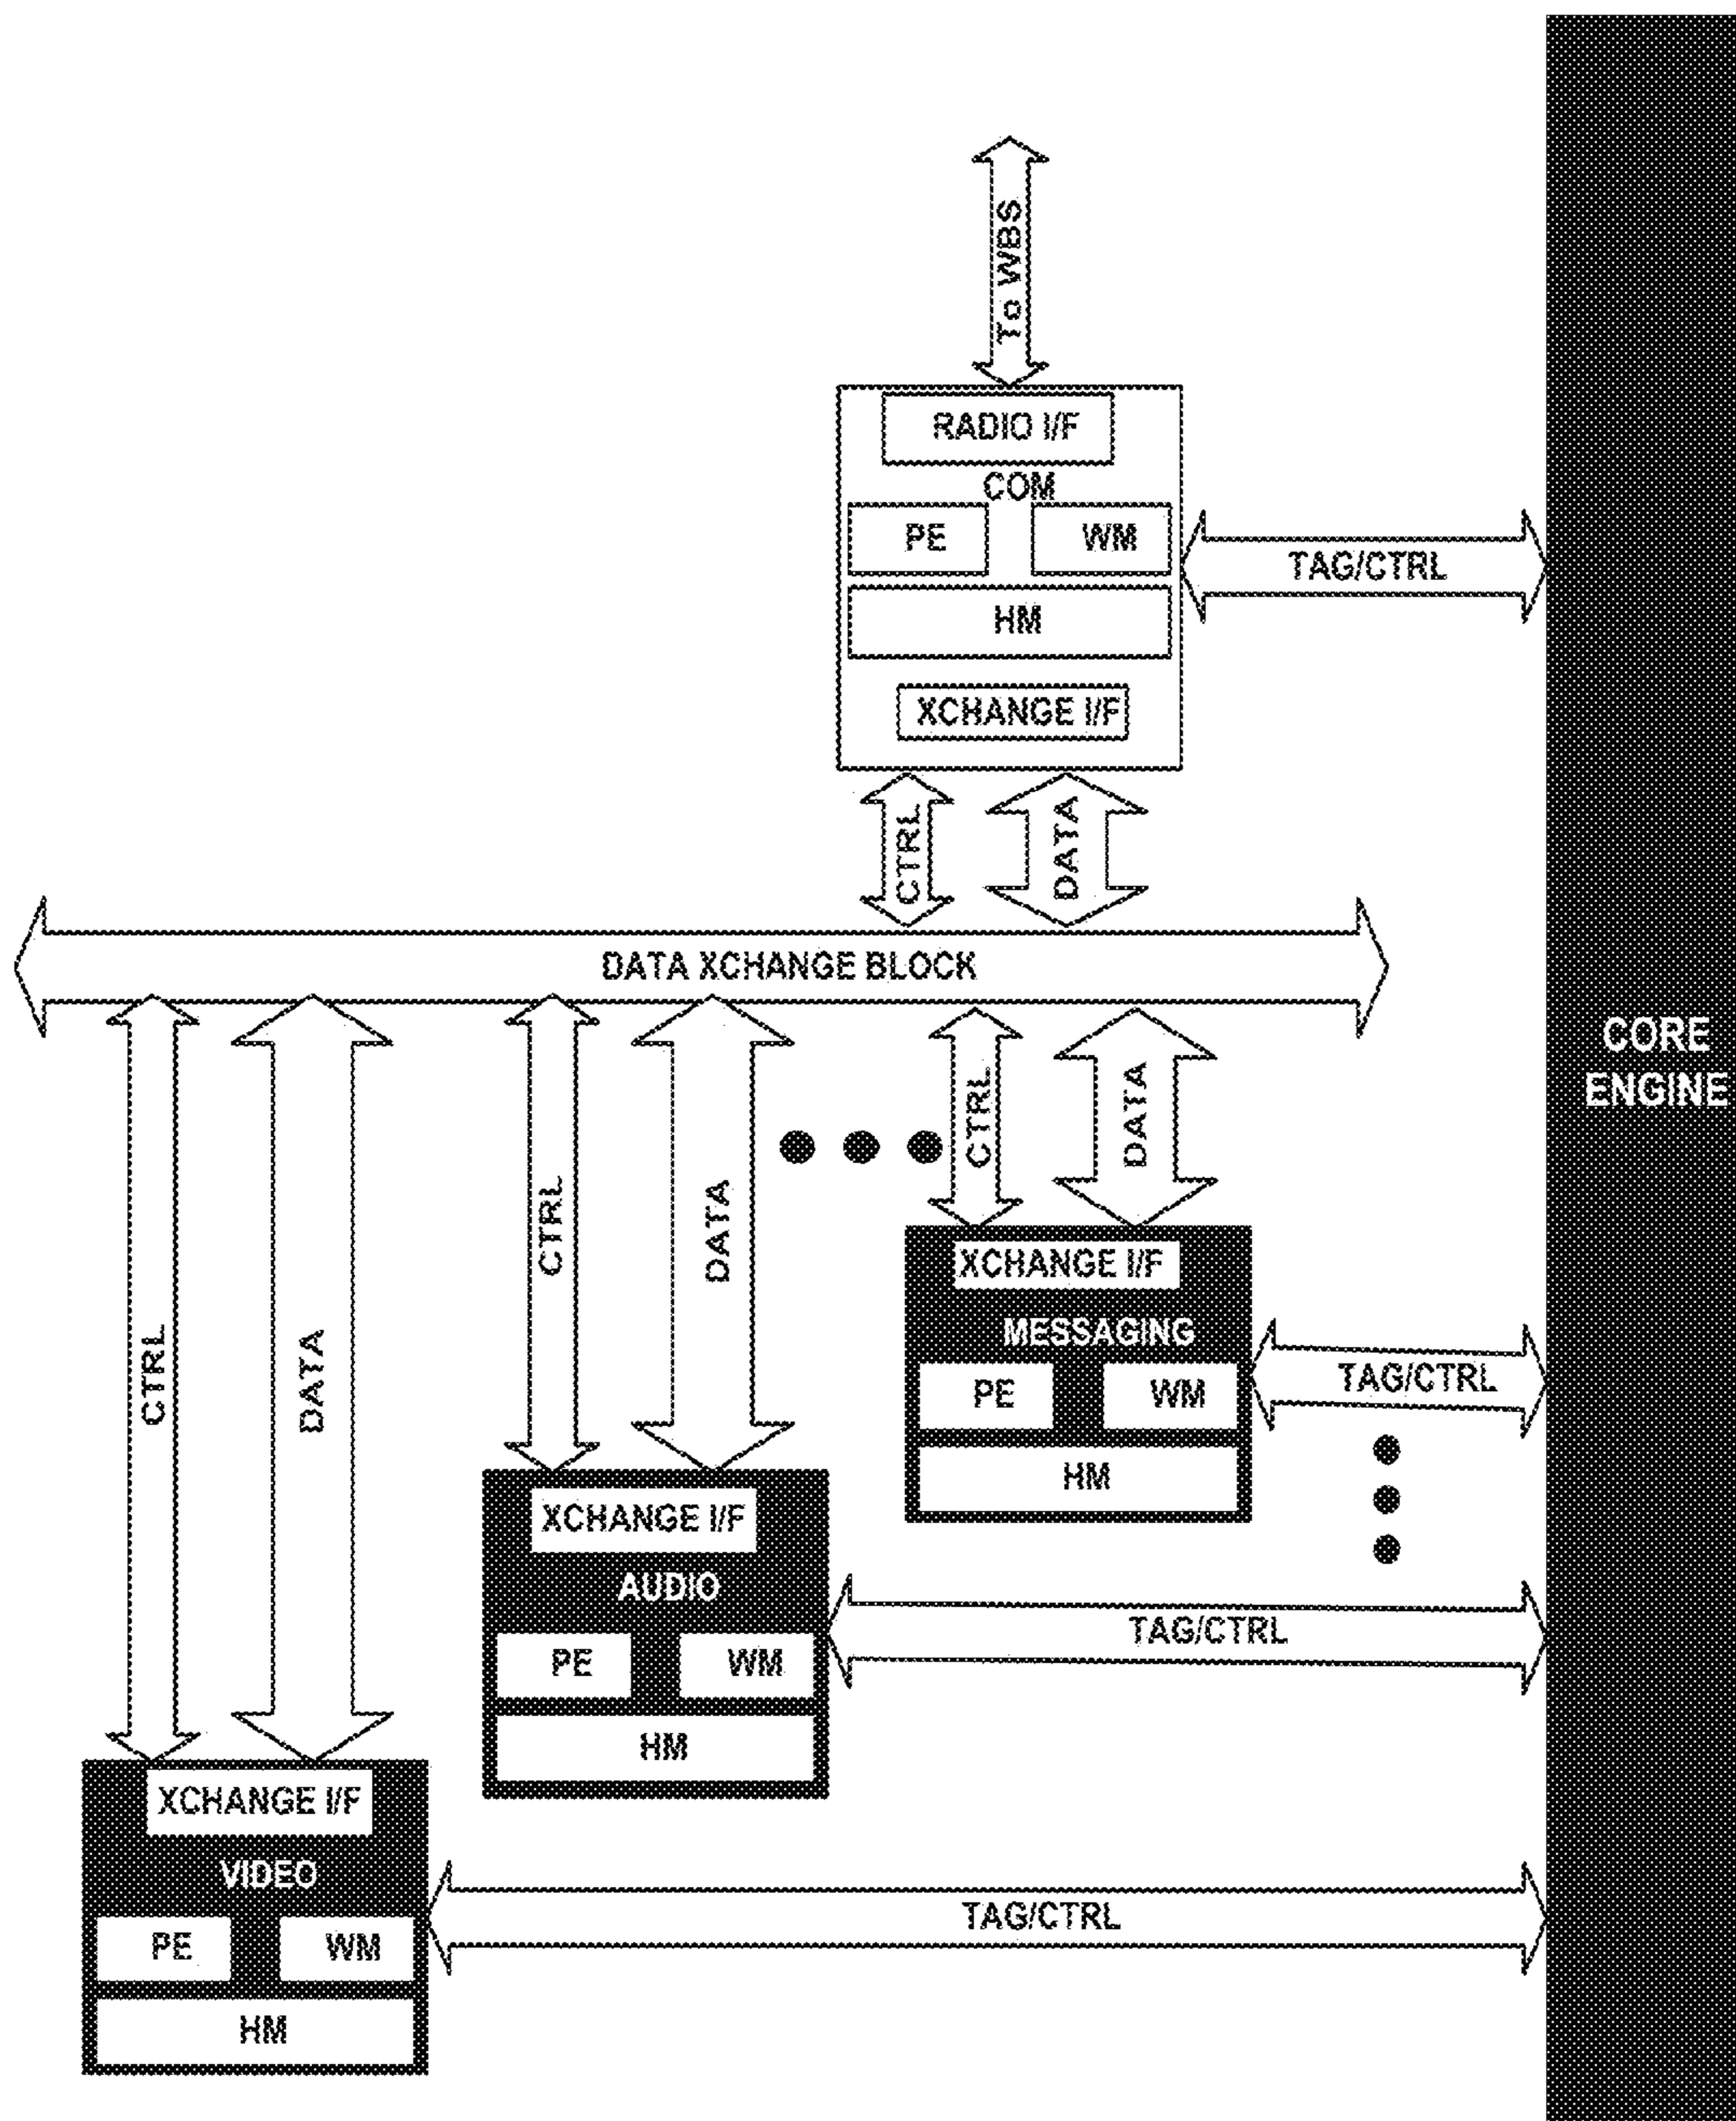 To WBS
RADIO I/F
COM
PE WM
TAG/CTRL
HM
XCHANGE I/F
CTRL DATA
DATA XCHANGE BLOCK
CORE
ENGINE
CTRL DATA
XCHANGE I/F
MESSAGING
PE WM
HM
TAG/CTRL
CTRL DATA
XCHANGE I/F
AUDIO
PE WM
HM
TAG/CTRL
CTRL DATA
XCHANGE I/F
VIDEO
PE WM
HM
TAG/CTRL